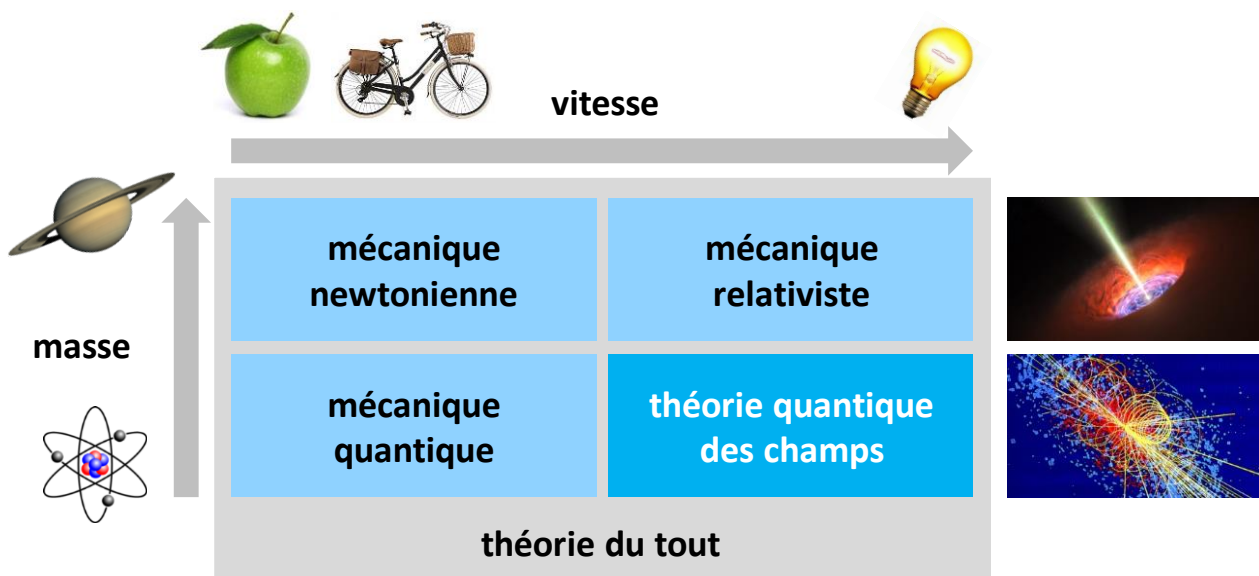 vitesse
mécanique
newtonienne
mécanique
relativiste
masse
mécanique
quantique
théorie quantique
des champs
théorie du tout